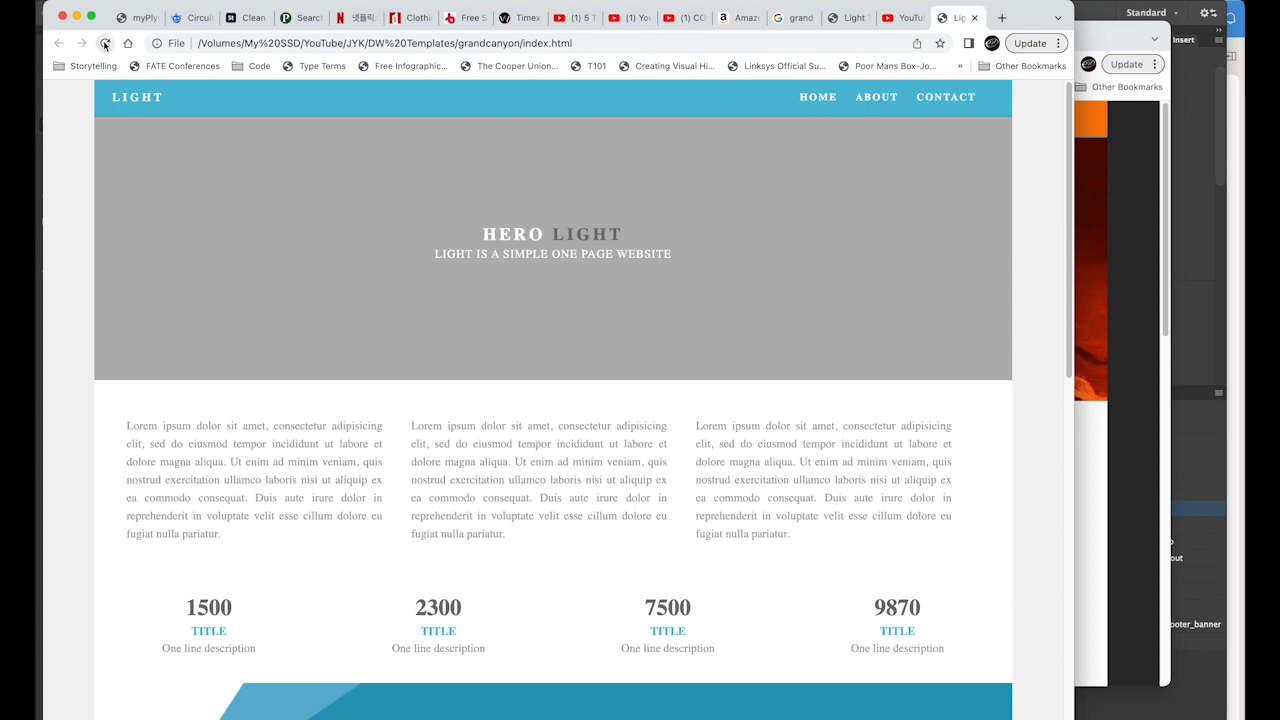 myPly
Circuit
Clean
Search
넷플릭
Clothin
Free S
Timex
(1) 5 T
(1) Yo
(1) CO
Amaz
grand
Light T
YouTu
Lig
Standard
File
/Volumes/My%20SSD/YouTube/JYK/DW%20Templates/grandcanyon/index.html
Update
Insert
Update
Storytelling
FATE Conferences
Code
Type Terms
Free Infographic...
The Cooper Union...
T101
Creating Visual Hi...
Linksys Official Su...
Poor Mans Box-Jo...
»
Other Bookmarks
Other Bookmarks
LIGHT
HOME
ABOUT
CONTACT
HERO LIGHT
LIGHT IS A SIMPLE ONE PAGE WEBSITE
Lorem ipsum dolor sit amet, consectetur adipisicing
elit, sed do eiusmod tempor incididunt ut labore et
dolore magna aliqua. Ut enim ad minim veniam, quis
nostrud exercitation ullamco laboris nisi ut aliquip ex
ea commodo consequat. Duis aute irure dolor in
reprehenderit in voluptate velit esse cillum dolore eu
fugiat nulla pariatur.
Lorem ipsum dolor sit amet, consectetur adipisicing
elit, sed do eiusmod tempor incididunt ut labore et
dolore magna aliqua. Ut enim ad minim veniam, quis
nostrud exercitation ullamco laboris nisi ut aliquip ex
ea commodo consequat. Duis aute irure dolor in
reprehenderit in voluptate velit esse cillum dolore eu
fugiat nulla pariatur.
Lorem ipsum dolor sit amet, consectetur adipisicing
elit, sed do eiusmod tempor incididunt ut labore et
dolore magna aliqua. Ut enim ad minim veniam, quis
nostrud exercitation ullamco laboris nisi ut aliquip ex
ea commodo consequat. Duis aute irure dolor in
reprehenderit in voluptate velit esse cillum dolore eu
fugiat nulla pariatur.
1500
TITLE
One line description
2300
TITLE
One line description
7500
TITLE
One line description
9870
TITLE
One line description
out
ooter_banner